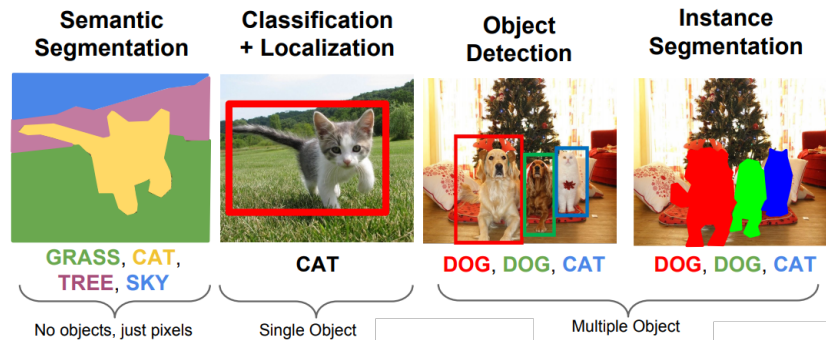 Semantic
Segmentation
Classification
+ Localization
Object
Detection
Instance
Segmentation
GRASS, CAT,
TREE, SKY
CAT
DOG, DOG, CAT
DOG, DOG, CAT
No objects, just pixels
Single Object
Multiple Object